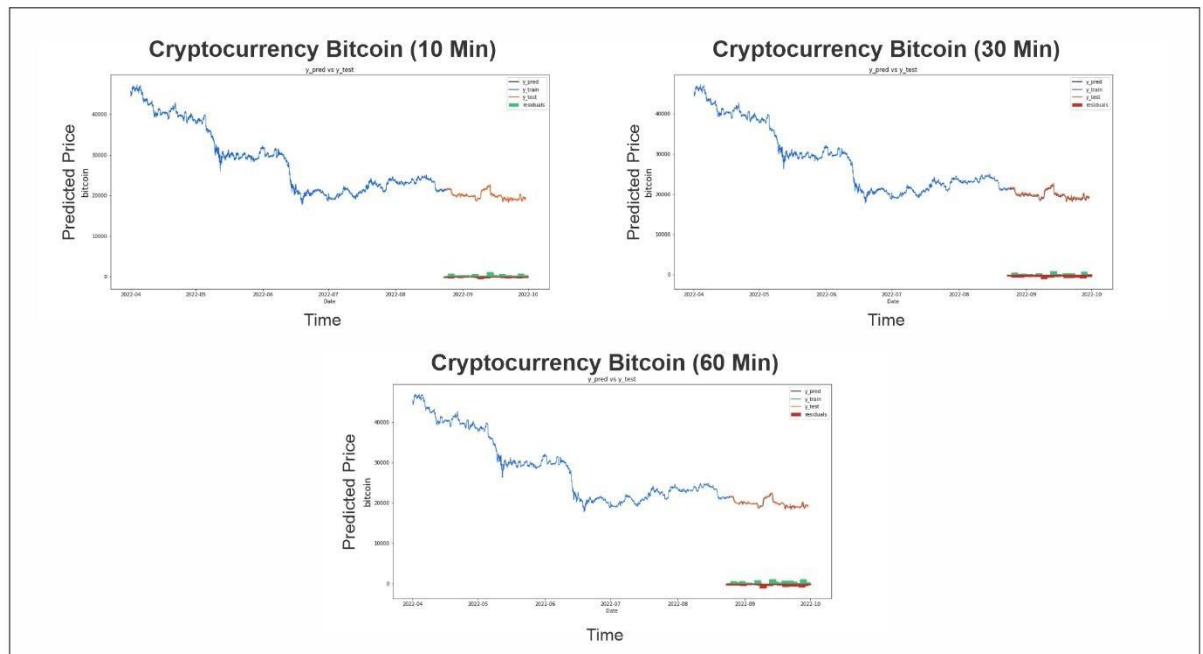 Cryptocurrency Bitcoin (10 Min)
y_pred vs y_test
y_pred
y_train
y_test
residuals
Predicted Price
bitcoin
40000
30000
20000
10000
0
2022-04 2022-05 2022-06 2022-07 2022-08 2022-09 2022-10
Date
Time
Cryptocurrency Bitcoin (30 Min)
y_pred vs y_test
y_pred
y_train
y_test
residuals
Predicted Price
bitcoin
40000
30000
20000
10000
0
2022-04 2022-05 2022-06 2022-07 2022-08 2022-09 2022-10
Date
Time
Cryptocurrency Bitcoin (60 Min)
y_pred vs y_test
y_pred
y_train
y_test
residuals
Predicted Price
bitcoin
40000
30000
20000
10000
0
2022-04 2022-05 2022-06 2022-07 2022-08 2022-09 2022-10
Date
Time